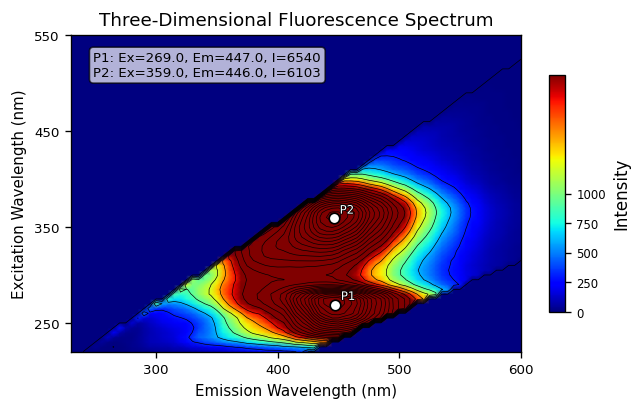 Three-Dimensional Fluorescence Spectrum
P1: Ex=269.0, Em=447.0, I=6540
P2: Ex=359.0, Em=446.0, I=6103
550
450
350
250
Excitation Wavelength (nm)
P2
P1
300
400
500
600
Emission Wavelength (nm)
1000
750
500
250
0
Intensity